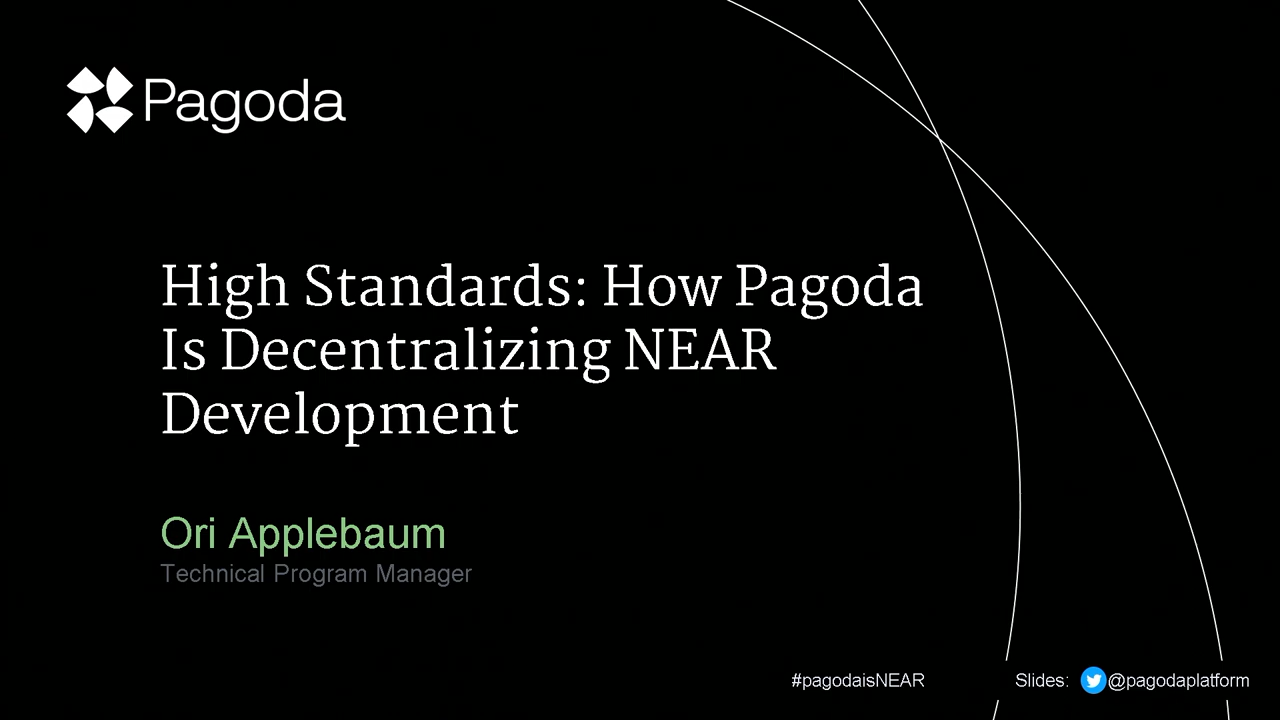 Pagoda
High Standards: How Pagoda
Is Decentralizing NEAR
Development
Ori Applebaum
Technical Program Manager
#pagodaisNEAR
Slides: @pagodaplatform